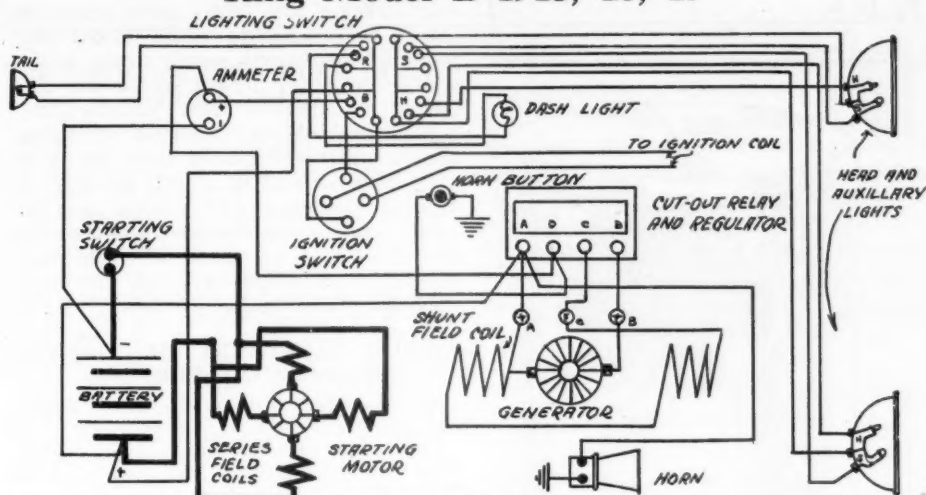 LIGHTING SWITCH
TAIL
AMMETER
+
-
R
S
B
H
DASH LIGHT
H
TO IGNITION COIL
HORN BUTTON
HEAD AND
AUXILLARY
LIGHTS
CUT-OUT RELAY
AND REGULATOR
A D C B
STARTING
SWITCH
IGNITION
SWITCH
SHUNT
FIELD COIL
A C B
-
BATTERY
+
GENERATOR
SERIES
FIELD
COILS
STARTING
MOTOR
HORN
H